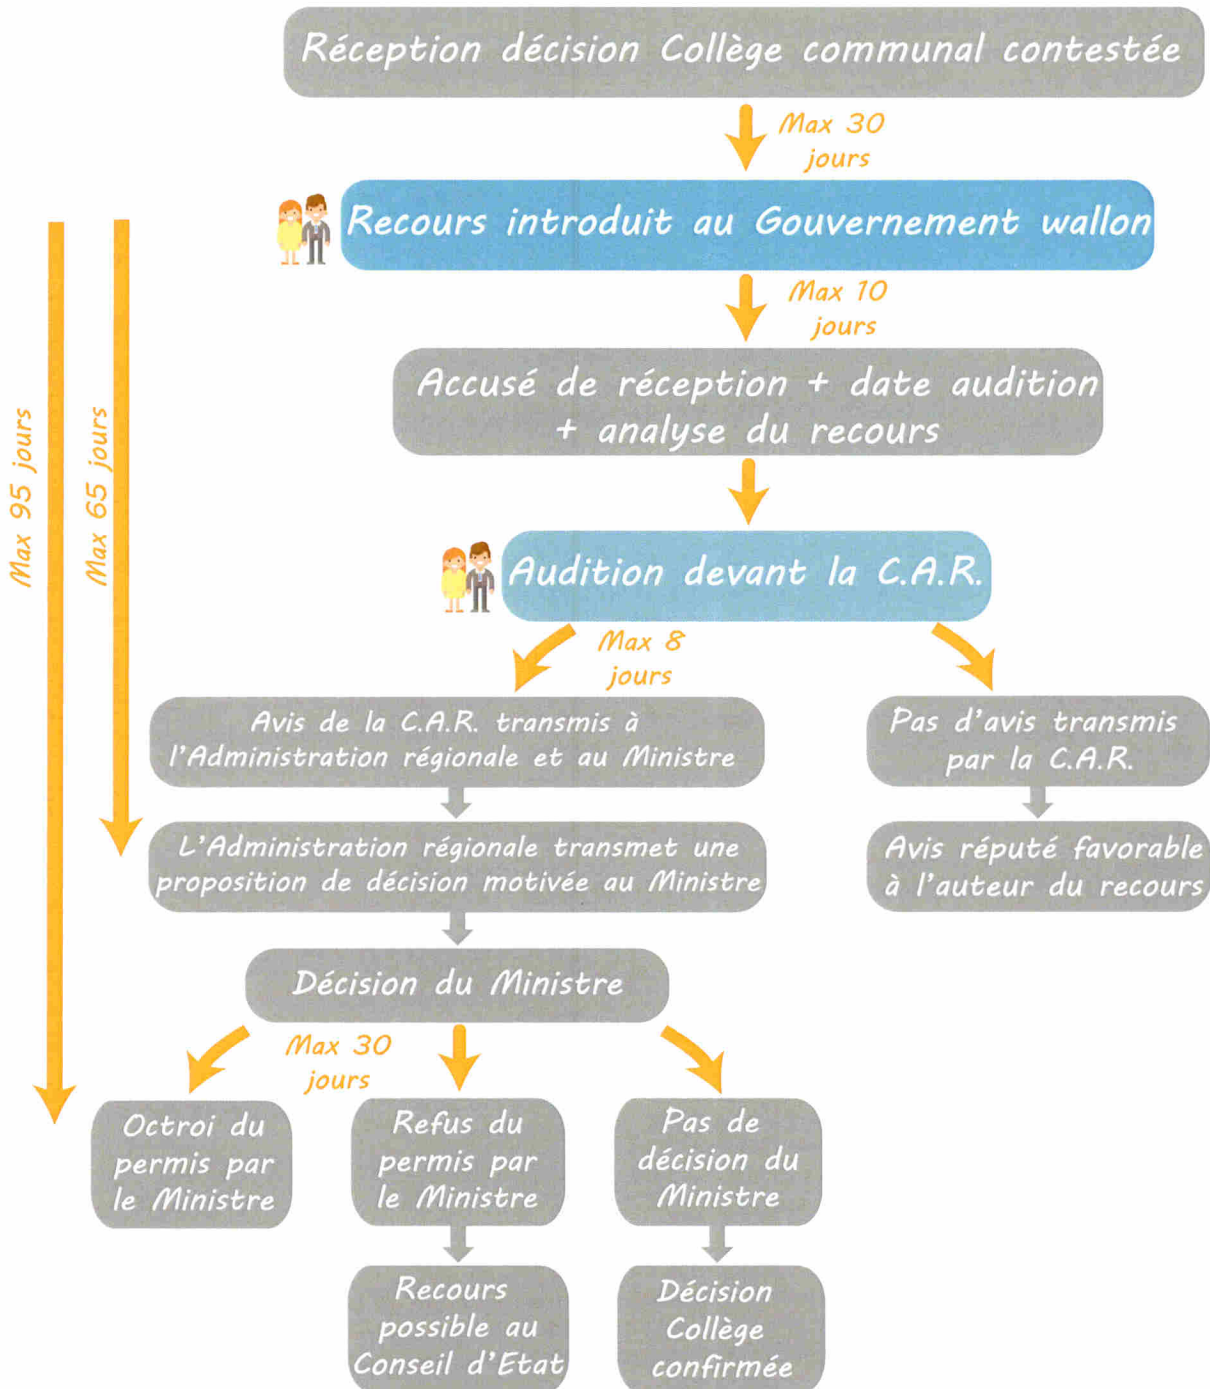 Réception décision Collège communal contestée
Max 30
jours
Recours introduit au Gouvernement wallon
Max 10
jours
Accusé de réception + date audition
+ analyse du recours
Max 95 jours
Max 65 jours
Audition devant la C.A.R.
Max 8
jours
Avis de la C.A.R. transmis à
l'Administration régionale et au Ministre
Pas d'avis transmis
par la C.A.R.
L'Administration régionale transmet une
proposition de décision motivée au Ministre
Avis réputé favorable
à l'auteur du recours
Décision du Ministre
Max 30
jours
Octroi du
permis par
le Ministre
Refus du
permis par
le Ministre
Pas de
décision du
Ministre
Recours
possible au
Conseil d'Etat
Décision
Collège
confirmée